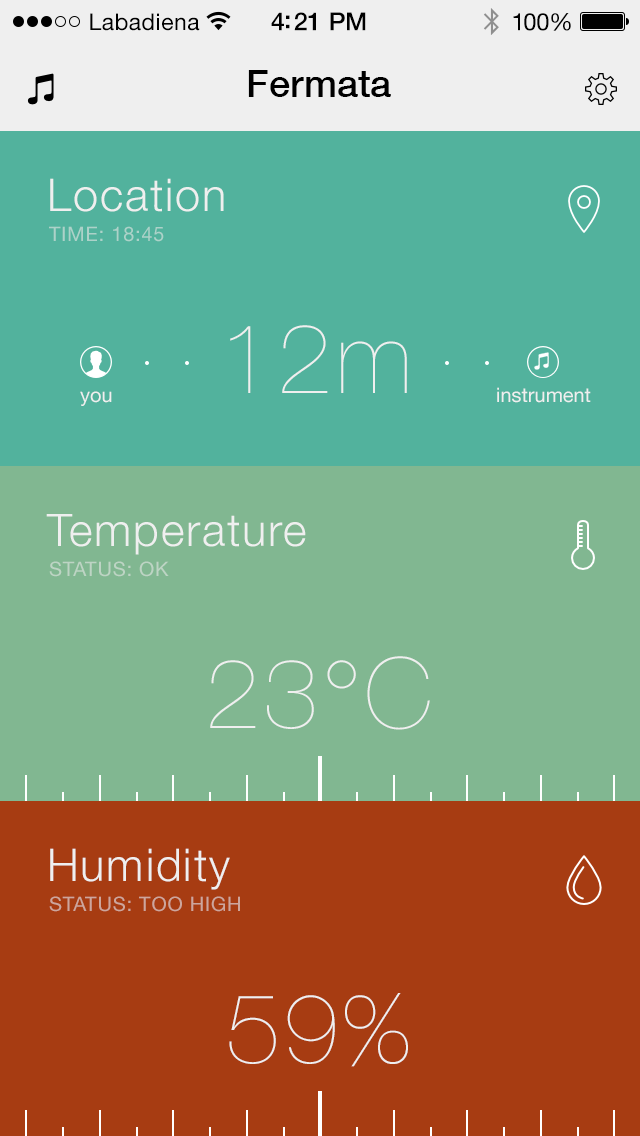 Labadiena 4:21 PM 100%
Fermata
Location
TIME: 18:45
12m
you
instrument
Temperature
STATUS: OK
23°C
Humidity
STATUS: TOO HIGH
59%